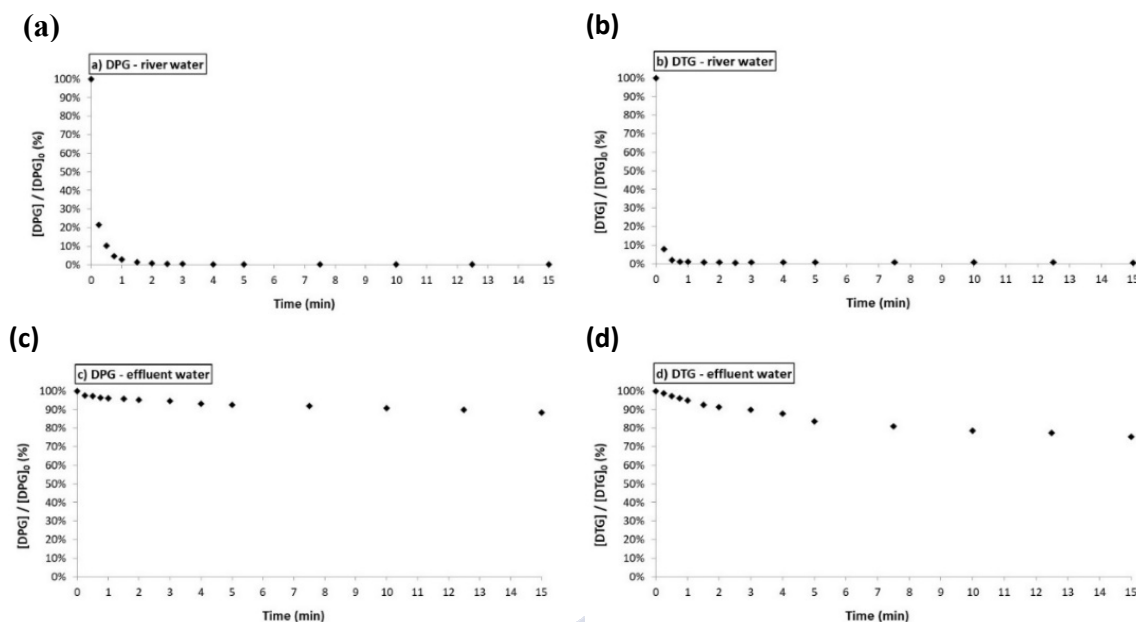 (a)
a) DPG - river water
[DPG] / [DPG]₀ (%)
100%
90%
80%
70%
60%
50%
40%
30%
20%
10%
0%
0 1 2 3 4 5 6 7 8 9 10 11 12 13 14 15
Time (min)
(b)
b) DTG - river water
[DTG] / [DTG]₀ (%)
100%
90%
80%
70%
60%
50%
40%
30%
20%
10%
0%
0 1 2 3 4 5 6 7 8 9 10 11 12 13 14 15
Time (min)
(c)
c) DPG - effluent water
[DPG] / [DPG]₀ (%)
100%
90%
80%
70%
60%
50%
40%
30%
20%
10%
0%
0 1 2 3 4 5 6 7 8 9 10 11 12 13 14 15
Time (min)
(d)
d) DTG - effluent water
[DTG] / [DTG]₀ (%)
100%
90%
80%
70%
60%
50%
40%
30%
20%
10%
0%
0 1 2 3 4 5 6 7 8 9 10 11 12 13 14 15
Time (min)